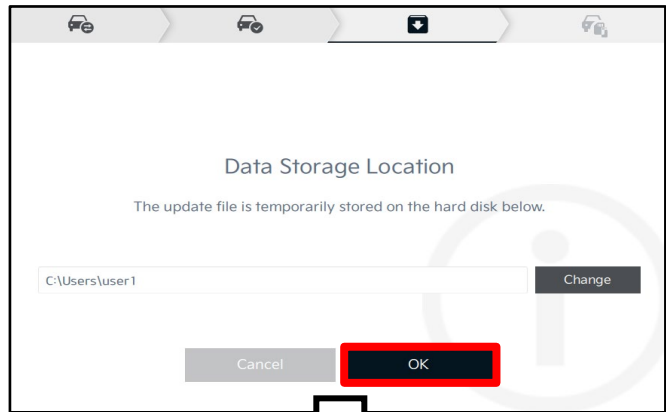 Data Storage Location
The update file is temporarily stored on the hard disk below.
C:\Users\user1
Change
Cancel
OK